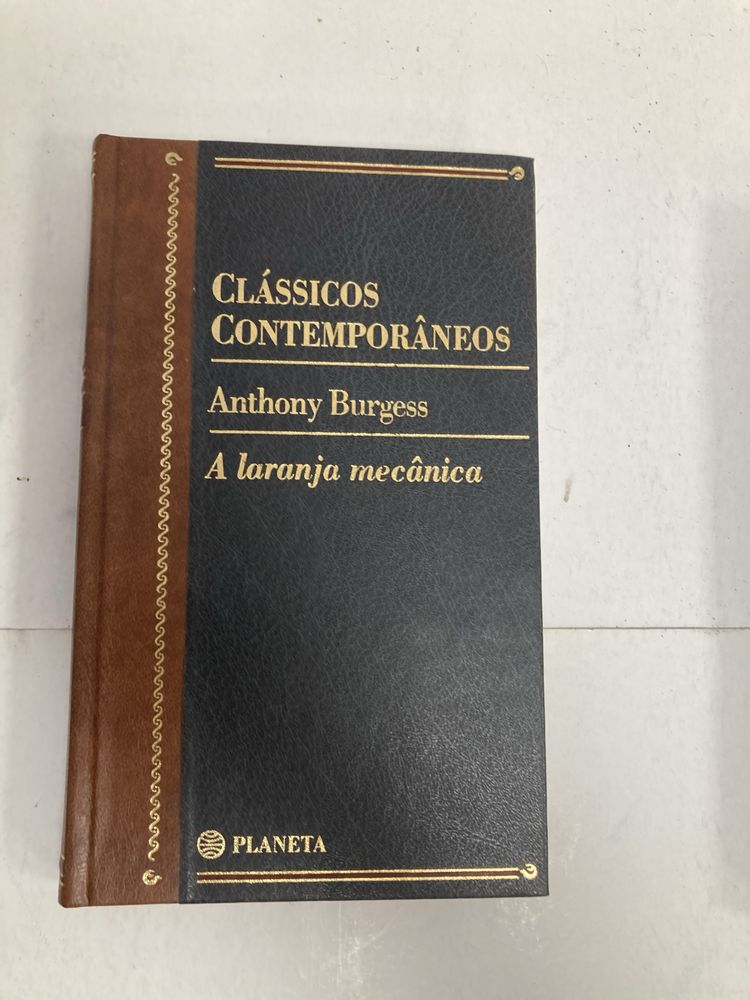 CLÁSSICOS
CONTEMPORÂNEOS
Anthony Burgess
A laranja mecânica
PLANETA